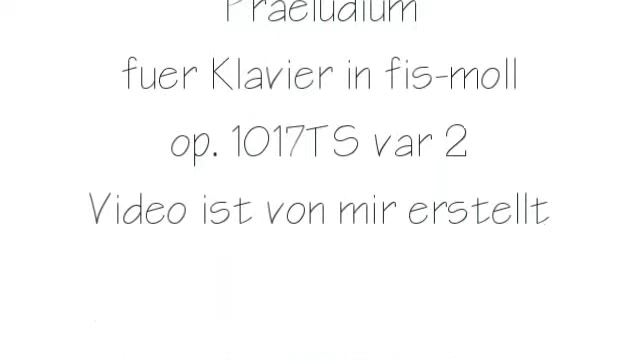 Praeludium
fuer Klavier in fis-moll
op. 1017TS var 2
Video ist von mir erstellt